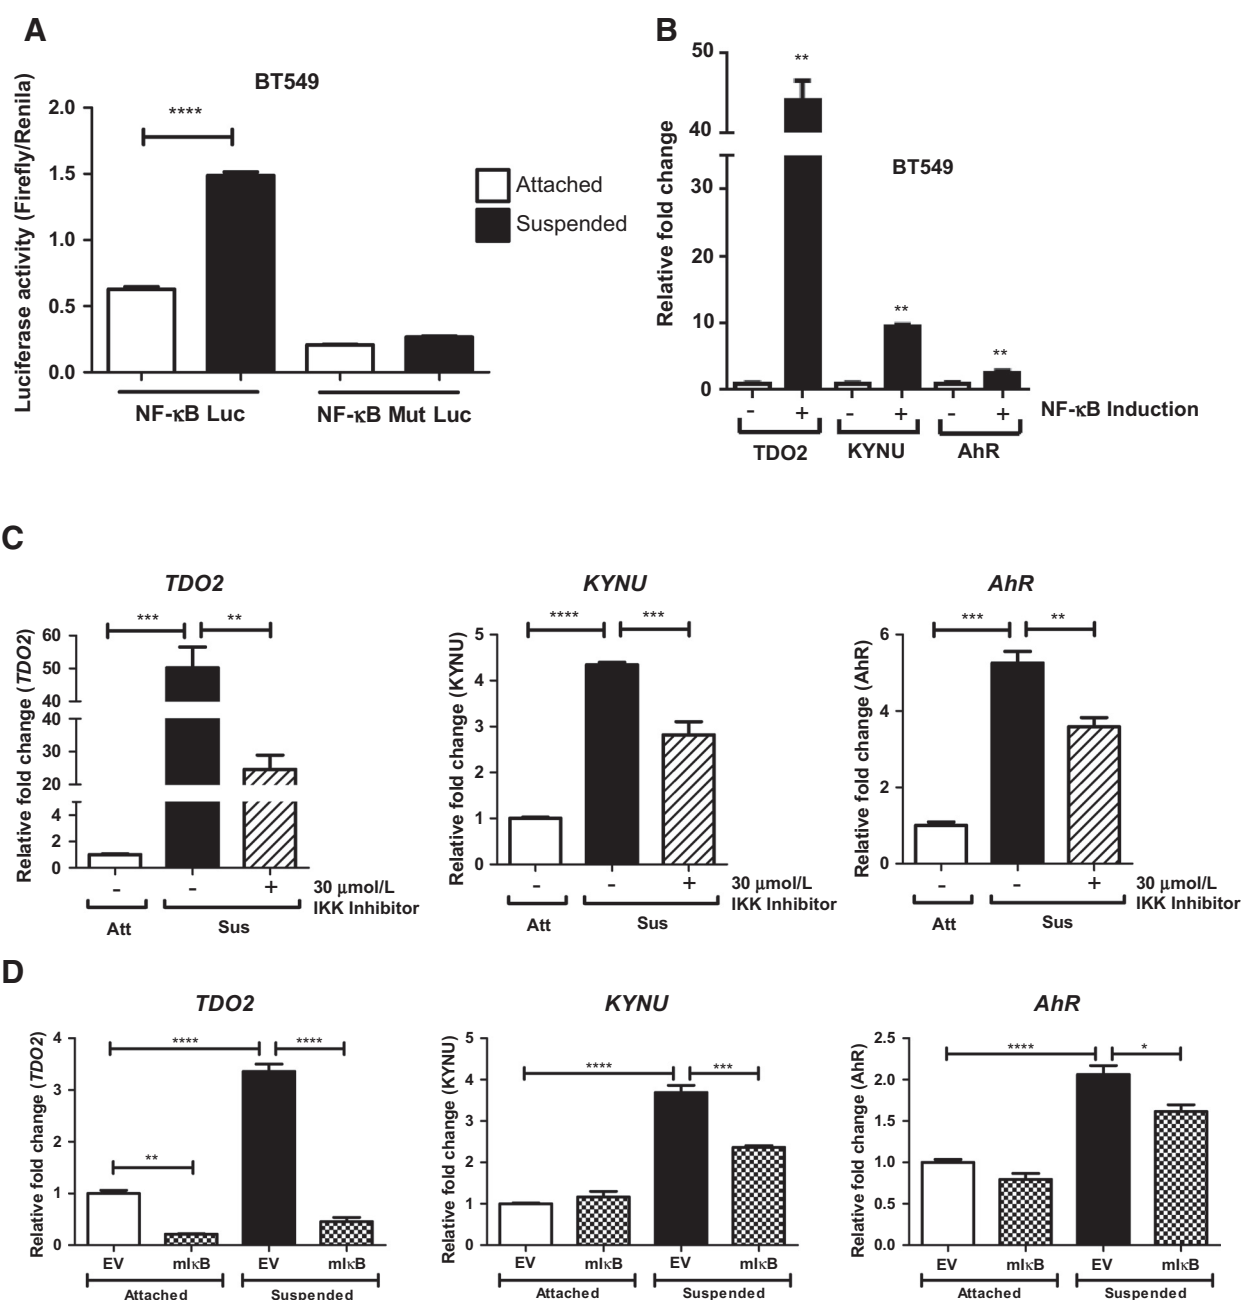 A
BT549
Luciferase activity (Firefly/Renila)
2.0
1.5
1.0
0.5
0.0
****
NF-κB Luc
NF-κB Mut Luc
Attached
Suspended
B
BT549
Relative fold change
50
40
30
20
10
0
**
**
**
- + - + - +
NF-κB Induction
TDO2 KYNU AhR
C
TDO2
Relative fold change (TDO2)
60
50
40
40
30
20
4
2
0
*** **
- - +
30 μmol/L
IKK Inhibitor
Att Sus
KYNU
Relative fold change (KYNU)
5
4
3
2
1
0
**** ***
- - +
30 μmol/L
IKK Inhibitor
Att Sus
AhR
Relative fold change (AhR)
6
4
2
0
*** **
- - +
30 μmol/L
IKK Inhibitor
Att Sus
D
TDO2
Relative fold change (TDO2)
4
3
2
1
0
**** ****
**
EV mIκB EV mIκB
Attached Suspended
KYNU
Relative fold change (KYNU)
5
4
3
2
1
0
**** ***
EV mIκB EV mIκB
Attached Suspended
AhR
Relative fold change (AhR)
2.5
2.0
1.5
1.0
0.5
0.0
**** *
EV mIκB EV mIκB
Attached Suspended